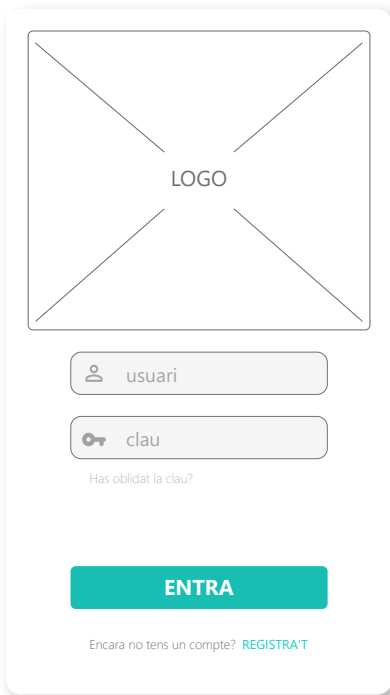 LOGO
usuari
clau
Has oblidat la clau?
ENTRA
Encara no tens un compte? REGISTRA'T